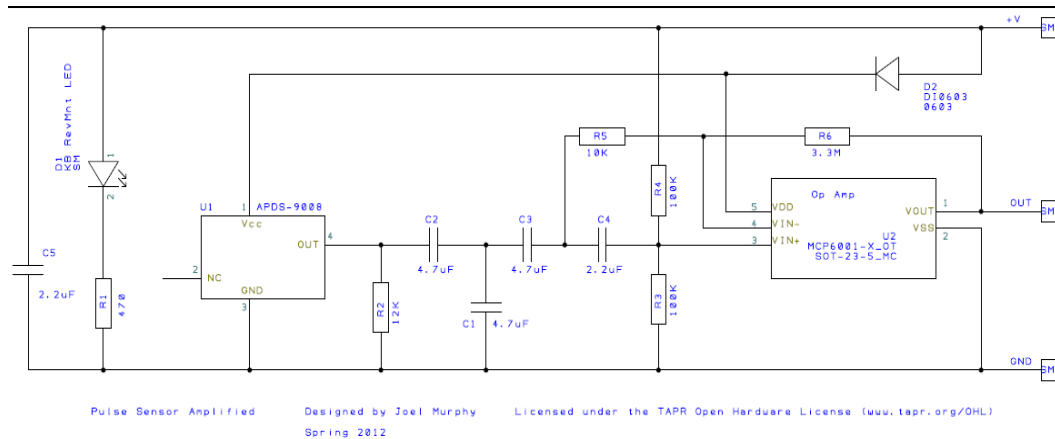 +V
SM
D2
DI0603
0603
D1
KB RevMnt LED
SM
1
2
R5
10K
R6
3.3M
R4
100K
Op Amp
U1
APDS-9008
1
Vcc
OUT
4
2
NC
GND
3
C5
2.2uF
R1
470
R2
12K
C2
4.7uF
C1
4.7uF
C3
4.7uF
C4
2.2uF
R3
100K
5
VDD
4
VIN-
3
VIN+
VOUT
1
VSS
2
U2
MCP6001-X_OT
SOT-23-5_MC
OUT
SM
GND
SM
Pulse Sensor Amplified Designed by Joel Murphy Licensed under the TAPR Open Hardware License (www.tapr.org/OHL)
Spring 2012